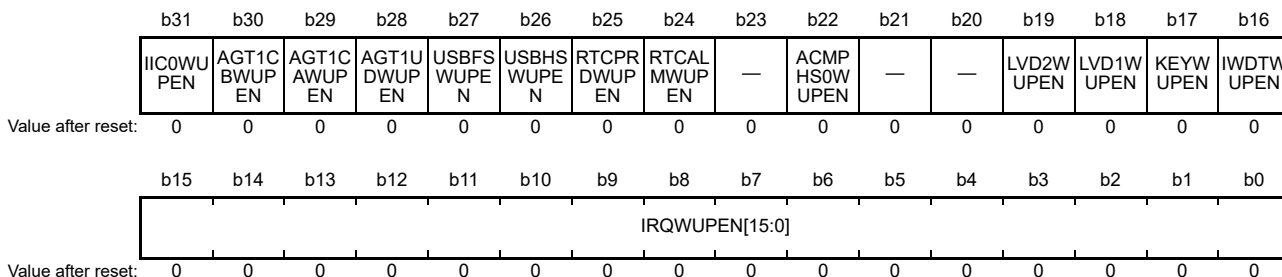 b31 b30 b29 b28 b27 b26 b25 b24 b23 b22 b21 b20 b19 b18 b17 b16
IIC0WU AGT1C AGT1C AGT1U USBFS USBHS RTCPR RTCAL — ACMP — — LVD2W LVD1W KEYW IWDTW
PEN BWUP AWUP DWUP WUPE WUPE DWUP MWUP HS0W UPEN UPEN UPEN UPEN
EN EN EN N N EN EN UPEN
Value after reset: 0 0 0 0 0 0 0 0 0 0 0 0 0 0 0 0
b15 b14 b13 b12 b11 b10 b9 b8 b7 b6 b5 b4 b3 b2 b1 b0
IRQWUPEN[15:0]
Value after reset: 0 0 0 0 0 0 0 0 0 0 0 0 0 0 0 0